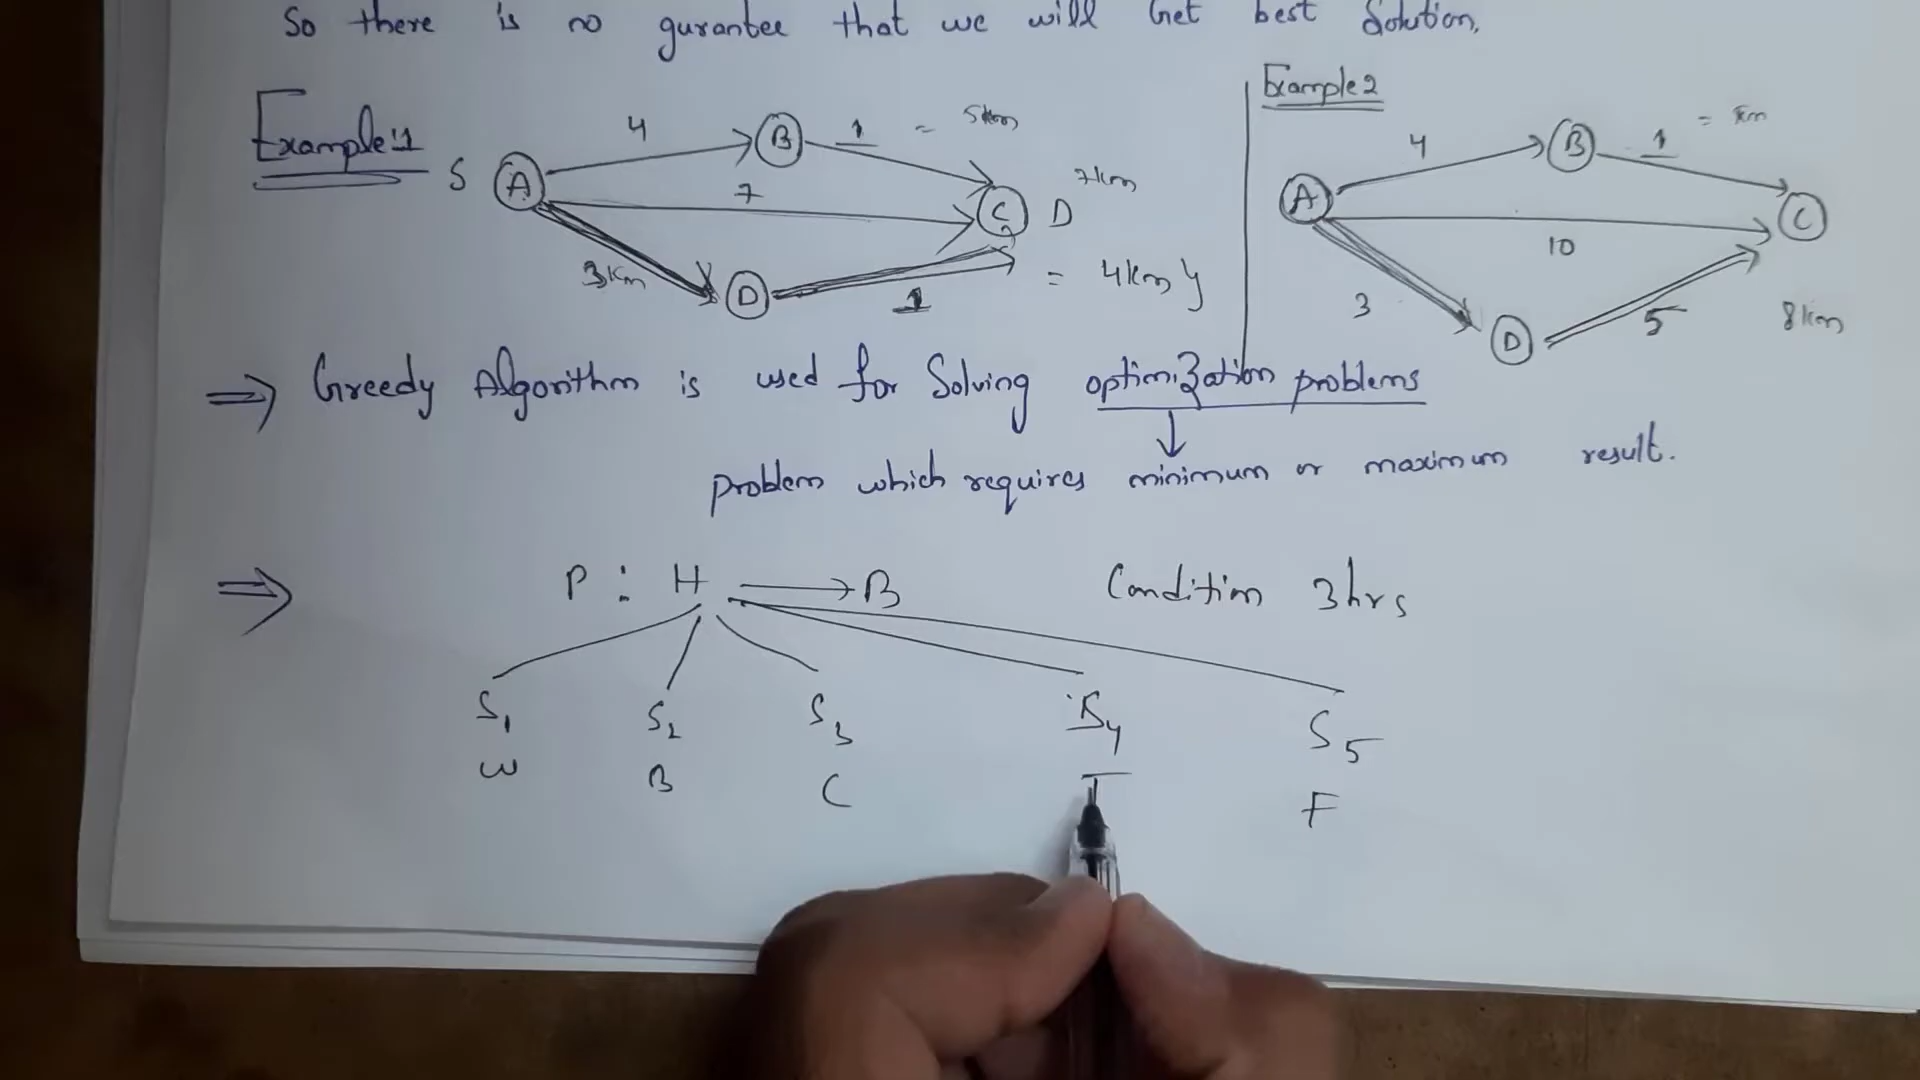 So there is no gurantee that we will Get best Solution.
Example:1
S A 4 B 1 = 5km
7 C D 7km
3km D 1 = 4km
Example 2
A 4 B 1 = km
10 C
3 D 5 8km
⇒ Greedy Algorithm is used for Solving optimization problems
↓
problem which requires minimum or maximum result.
⇒ P : H → B Condition 3hrs
S1 S2 S3 S4 S5
W B C T F